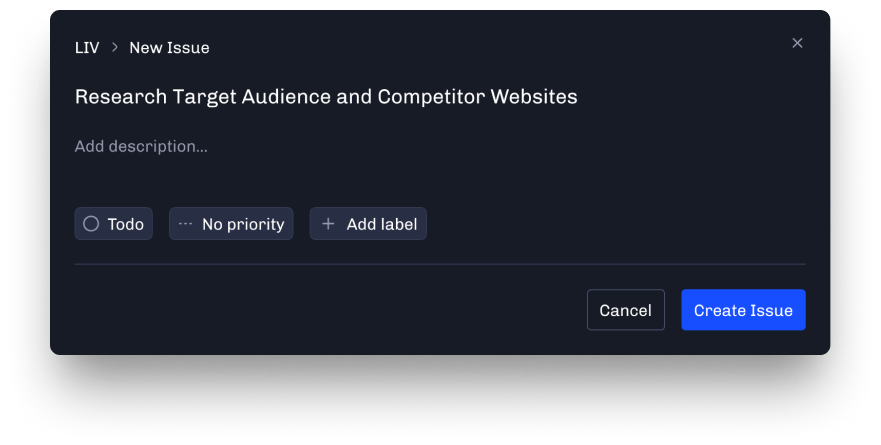 LIV > New Issue
Research Target Audience and Competitor Websites
Add description...
Todo No priority Add label
Cancel Create Issue